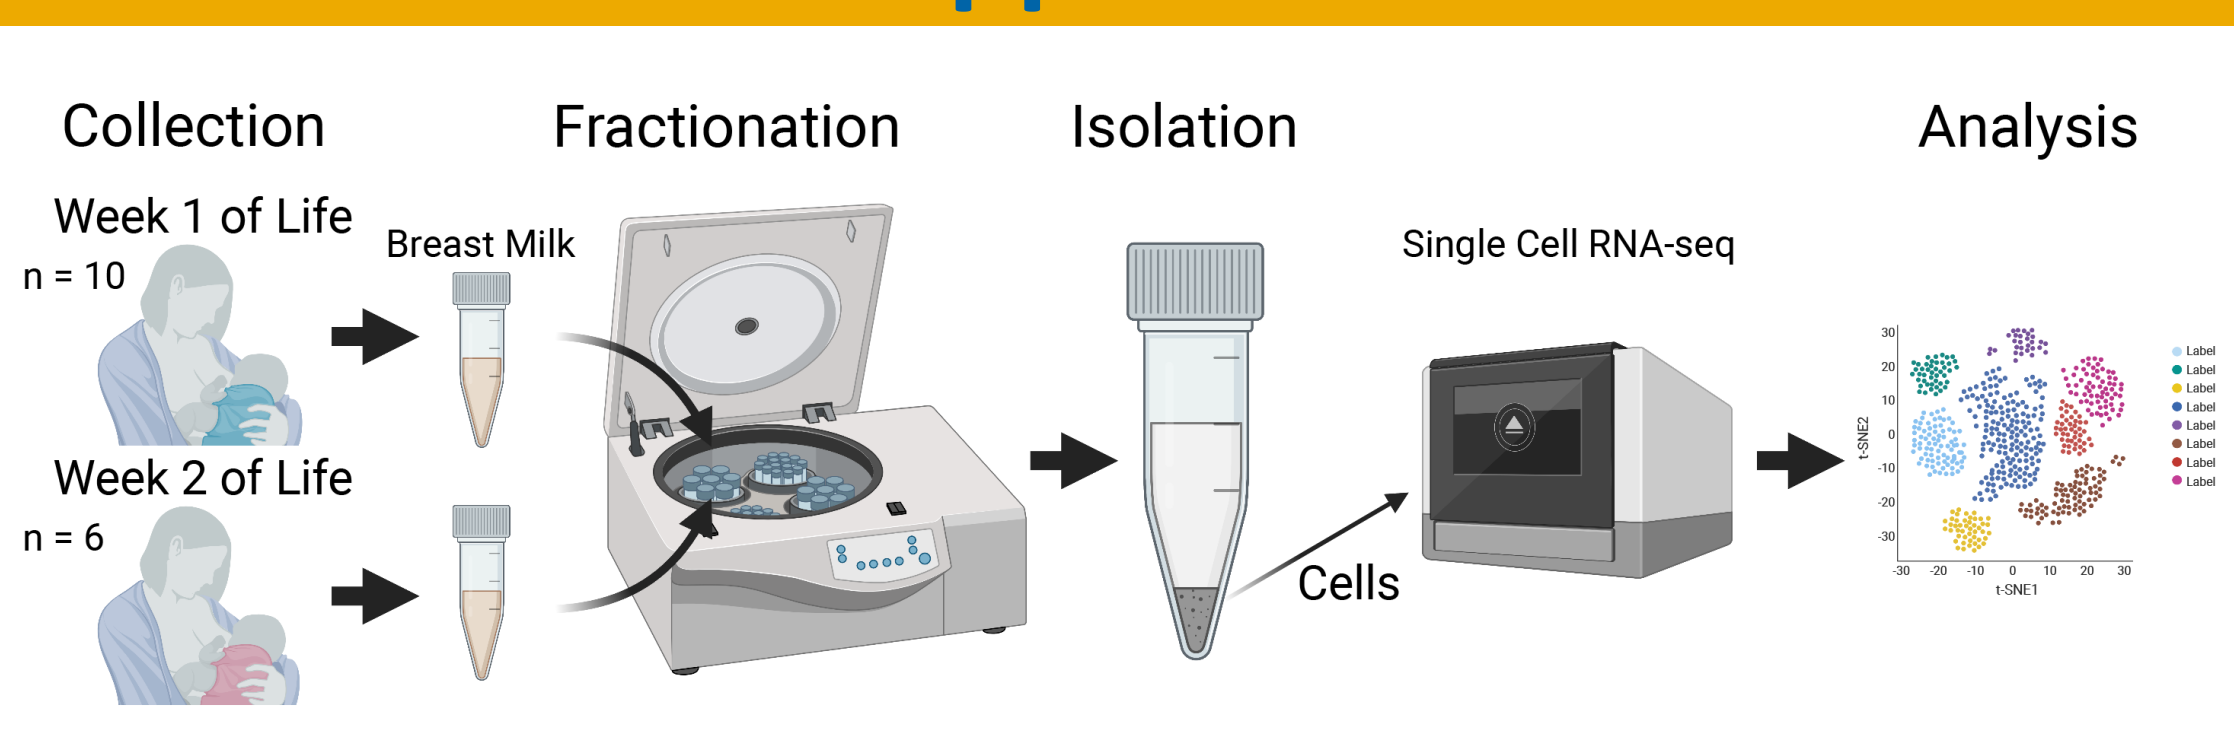 Collection
Fractionation
Isolation
Analysis
Week 1 of Life
n = 10
Breast Milk
Week 2 of Life
n = 6
Cells
Single Cell RNA-seq
30
20
10
0
-10
-20
-30
t-SNE2
-30 -20 -10 0 10 20 30
t-SNE1
Label
Label
Label
Label
Label
Label
Label
Label